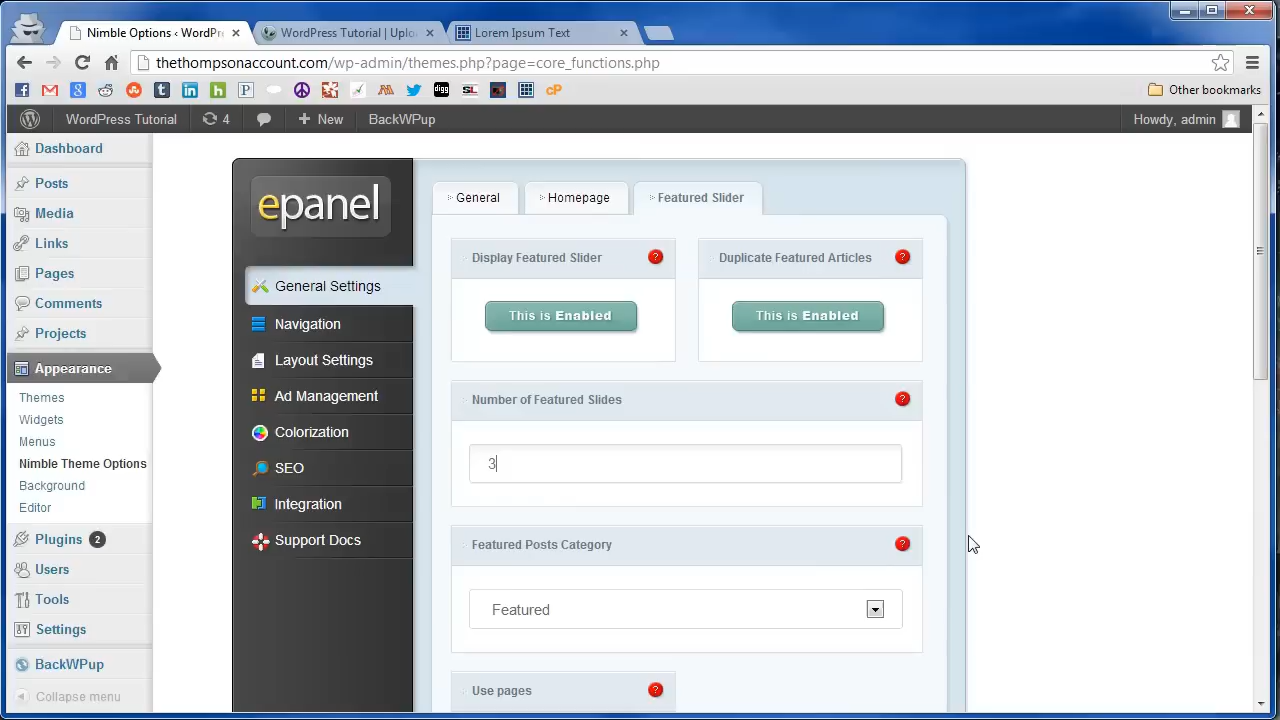 Nimble Options ‹ WordPr
WordPress Tutorial | Uplo
Lorem Ipsum Text
thethompsonaccount.com/wp-admin/themes.php?page=core_functions.php
Other bookmarks
WordPress Tutorial
4
New
BackWPup
Howdy, admin
Dashboard
Posts
Media
Links
Pages
Comments
Projects
Appearance
Themes
Widgets
Menus
Nimble Theme Options
Background
Editor
Plugins 2
Users
Tools
Settings
BackWPup
Collapse menu
epanel
General Settings
Navigation
Layout Settings
Ad Management
Colorization
SEO
Integration
Support Docs
General
Homepage
Featured Slider
Display Featured Slider ?
This is Enabled
Duplicate Featured Articles ?
This is Enabled
Number of Featured Slides ?
3
Featured Posts Category ?
Featured
Use pages ?